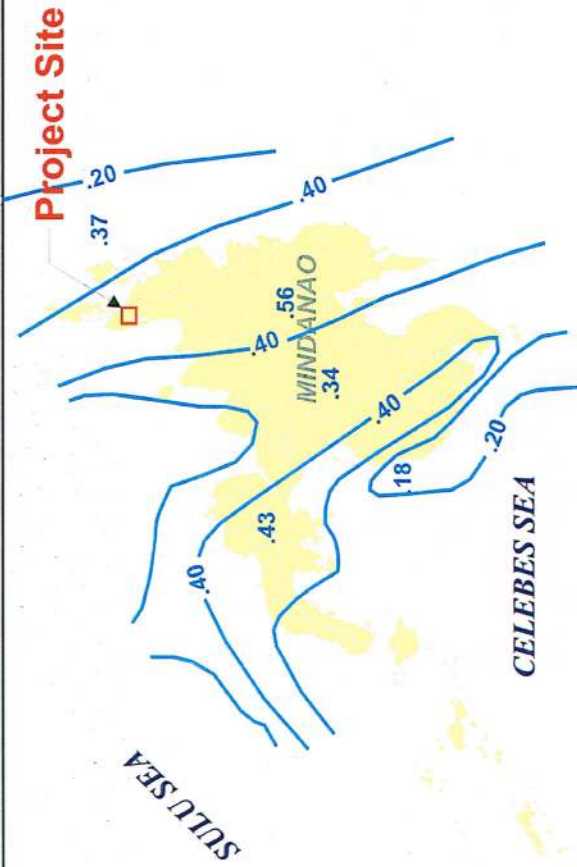 Project Site
.20
.37
.40
.56
MINDANAO
.40
.34
.40
.43
.40
.18
.20
SULU SEA
CELEBES SEA